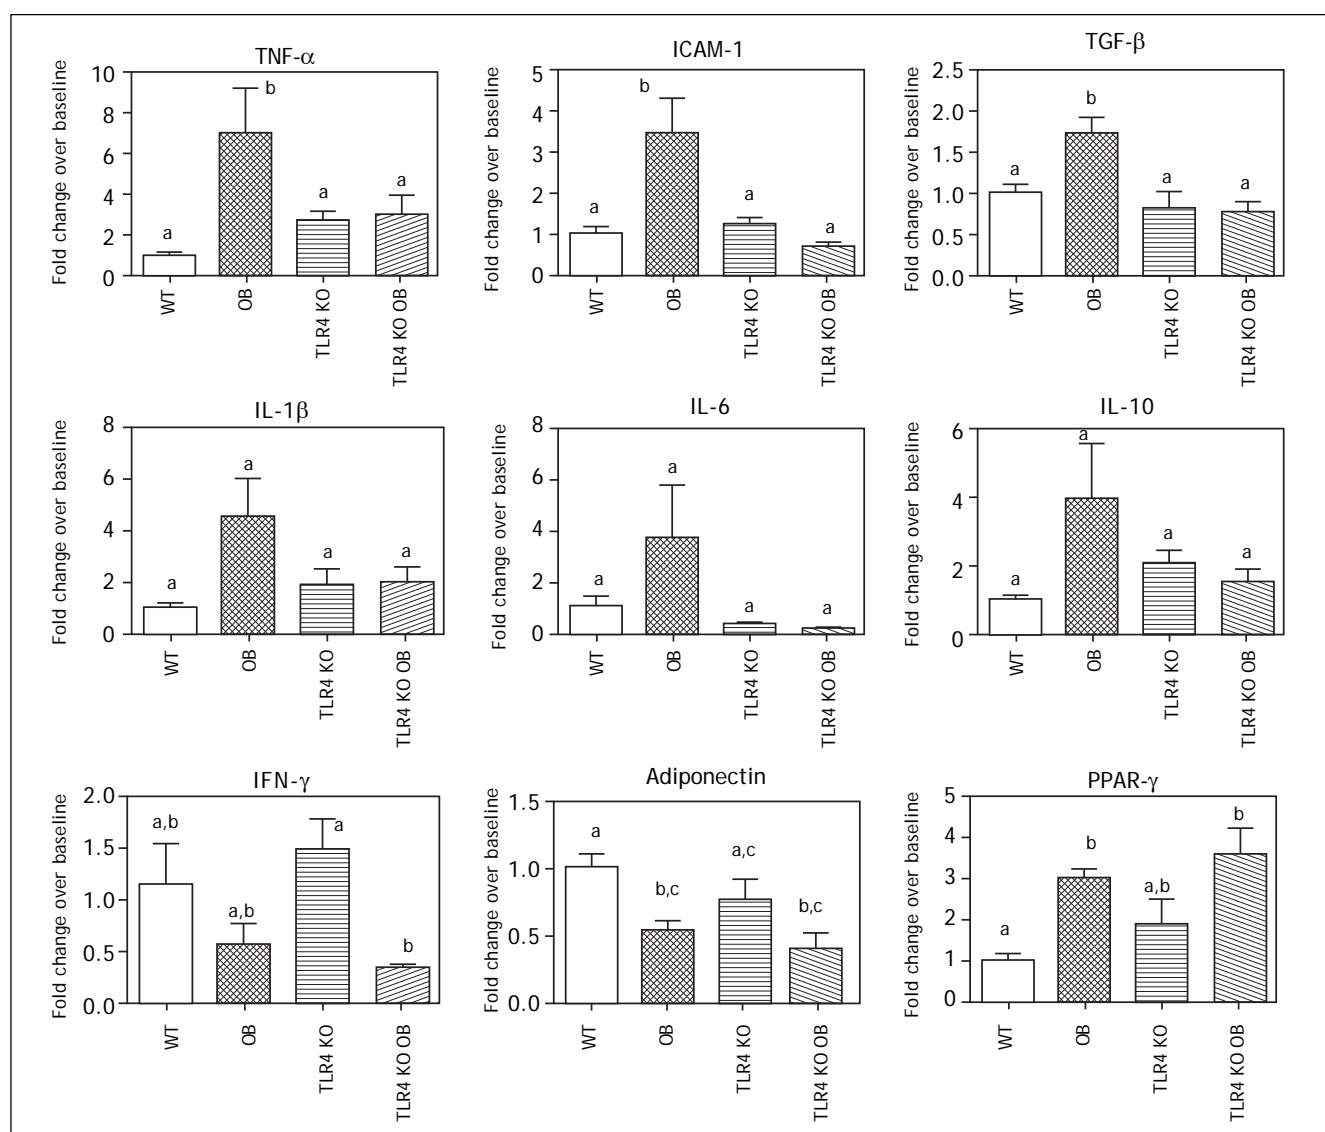 TNF-α
Fold change over baseline
10
8
6
4
2
0
a
b
a
a
WT
OB
TLR4 KO
TLR4 KO OB
ICAM-1
Fold change over baseline
5
4
3
2
1
0
a
b
a
a
WT
OB
TLR4 KO
TLR4 KO OB
TGF-β
Fold change over baseline
2.5
2.0
1.5
1.0
0.5
0.0
a
b
a
a
WT
OB
TLR4 KO
TLR4 KO OB
IL-1β
Fold change over baseline
8
6
4
2
0
a
a
a
a
WT
OB
TLR4 KO
TLR4 KO OB
IL-6
Fold change over baseline
8
6
4
2
0
a
a
a
a
WT
OB
TLR4 KO
TLR4 KO OB
IL-10
Fold change over baseline
6
4
2
0
a
a
a
a
WT
OB
TLR4 KO
TLR4 KO OB
IFN-γ
Fold change over baseline
2.0
1.5
1.0
0.5
0.0
a,b
a,b
a
b
WT
OB
TLR4 KO
TLR4 KO OB
Adiponectin
Fold change over baseline
1.5
1.0
0.5
0.0
a
b,c
a,c
b,c
WT
OB
TLR4 KO
TLR4 KO OB
PPAR-γ
Fold change over baseline
5
4
3
2
1
0
a
b
a,b
b
WT
OB
TLR4 KO
TLR4 KO OB